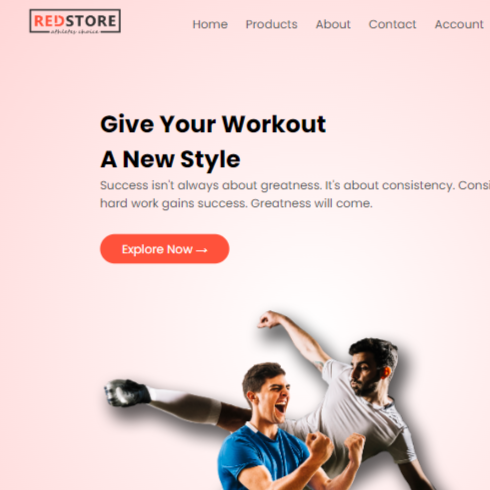 REDSTORE
athletes choice
Home Products About Contact Account
Give Your Workout
A New Style
Success isn't always about greatness. It's about consistency. Consi
hard work gains success. Greatness will come.
Explore Now →